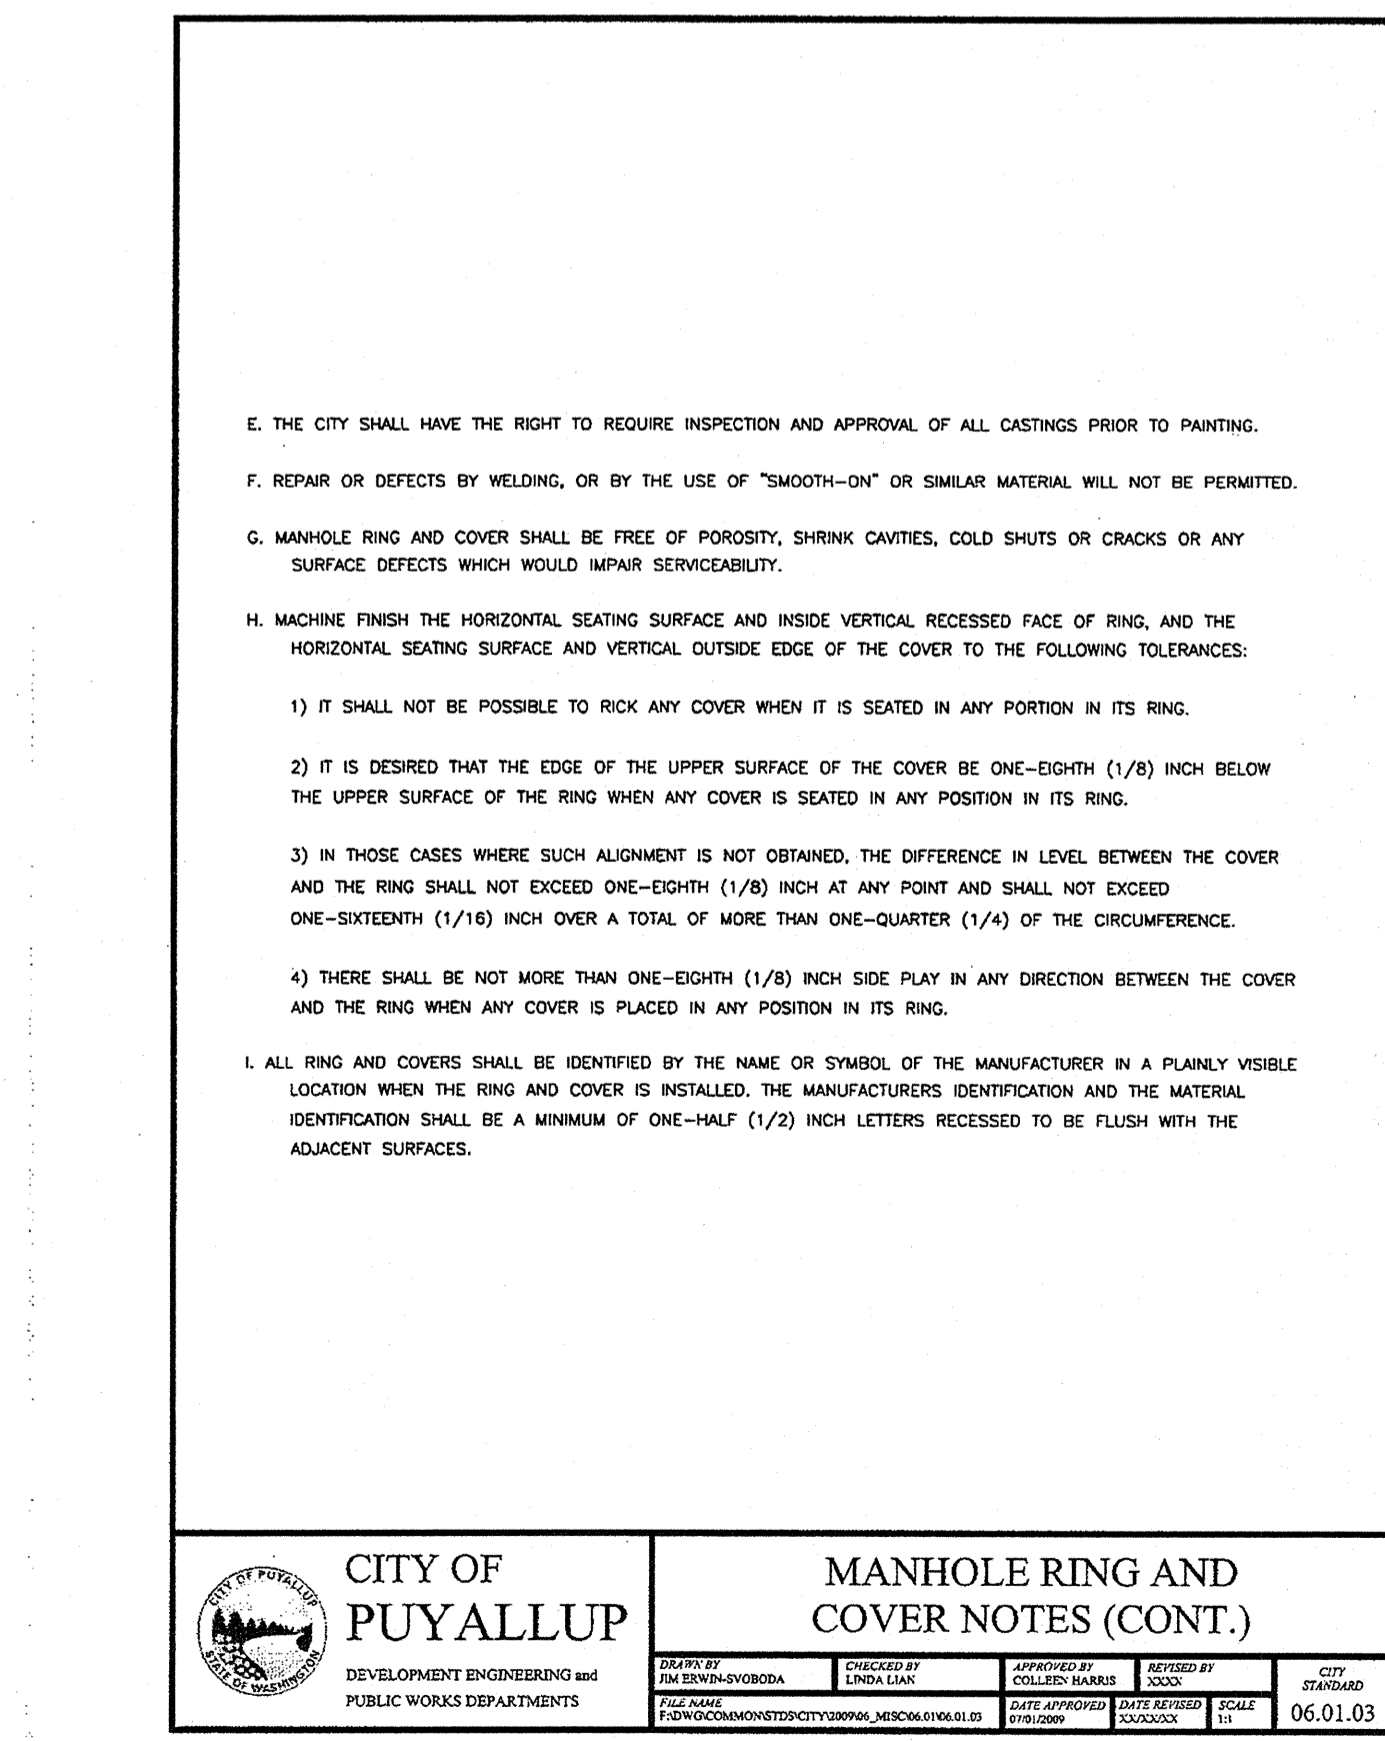 E. THE CITY SHALL HAVE THE RIGHT TO REQUIRE INSPECTION AND APPROVAL OF ALL CASTINGS PRIOR TO PAINTING.
F. REPAIR OR DEFECTS BY WELDING, OR BY THE USE OF "SMOOTH-ON" OR SIMILAR MATERIAL WILL NOT BE PERMITTED.
G. MANHOLE RING AND COVER SHALL BE FREE OF POROSITY, SHRINK CAVITIES, COLD SHUTS OR CRACKS OR ANY
SURFACE DEFECTS WHICH WOULD IMPAIR SERVICEABILITY.
H. MACHINE FINISH THE HORIZONTAL SEATING SURFACE AND INSIDE VERTICAL RECESSED FACE OF RING, AND THE
HORIZONTAL SEATING SURFACE AND VERTICAL OUTSIDE EDGE OF THE COVER TO THE FOLLOWING TOLERANCES:
1) IT SHALL NOT BE POSSIBLE TO RICK ANY COVER WHEN IT IS SEATED IN ANY PORTION IN ITS RING.
2) IT IS DESIRED THAT THE EDGE OF THE UPPER SURFACE OF THE COVER BE ONE-EIGHTH (1/8) INCH BELOW
THE UPPER SURFACE OF THE RING WHEN ANY COVER IS SEATED IN ANY POSITION IN ITS RING.
3) IN THOSE CASES WHERE SUCH ALIGNMENT IS NOT OBTAINED, THE DIFFERENCE IN LEVEL BETWEEN THE COVER
AND THE RING SHALL NOT EXCEED ONE-EIGHTH (1/8) INCH AT ANY POINT AND SHALL NOT EXCEED
ONE-SIXTEENTH (1/16) INCH OVER A TOTAL OF MORE THAN ONE-QUARTER (1/4) OF THE CIRCUMFERENCE.
4) THERE SHALL BE NOT MORE THAN ONE-EIGHTH (1/8) INCH SIDE PLAY IN ANY DIRECTION BETWEEN THE COVER
AND THE RING WHEN ANY COVER IS PLACED IN ANY POSITION IN ITS RING.
I. ALL RING AND COVERS SHALL BE IDENTIFIED BY THE NAME OR SYMBOL OF THE MANUFACTURER IN A PLAINLY VISIBLE
LOCATION WHEN THE RING AND COVER IS INSTALLED. THE MANUFACTURERS IDENTIFICATION AND THE MATERIAL
IDENTIFICATION SHALL BE A MINIMUM OF ONE-HALF (1/2) INCH LETTERS RECESSED TO BE FLUSH WITH THE
ADJACENT SURFACES.
CITY OF PUYALLUP
STATE OF WASHINGTON
CITY OF
PUYALLUP
DEVELOPMENT ENGINEERING and
PUBLIC WORKS DEPARTMENTS
MANHOLE RING AND
COVER NOTES (CONT.)
DRAWN BY
JIM ERWIN-SVOBODA
CHECKED BY
LINDA LIAN
APPROVED BY
COLLEEN HARRIS
REVISED BY
XXXX
FILE NAME
F:\DWG\COMMON\STDS\CITY\2009\06_MISC\06.01\06.01.03
DATE APPROVED
07/01/2009
DATE REVISED
XX/XX/XX
SCALE
1:1
CITY
STANDARD
06.01.03